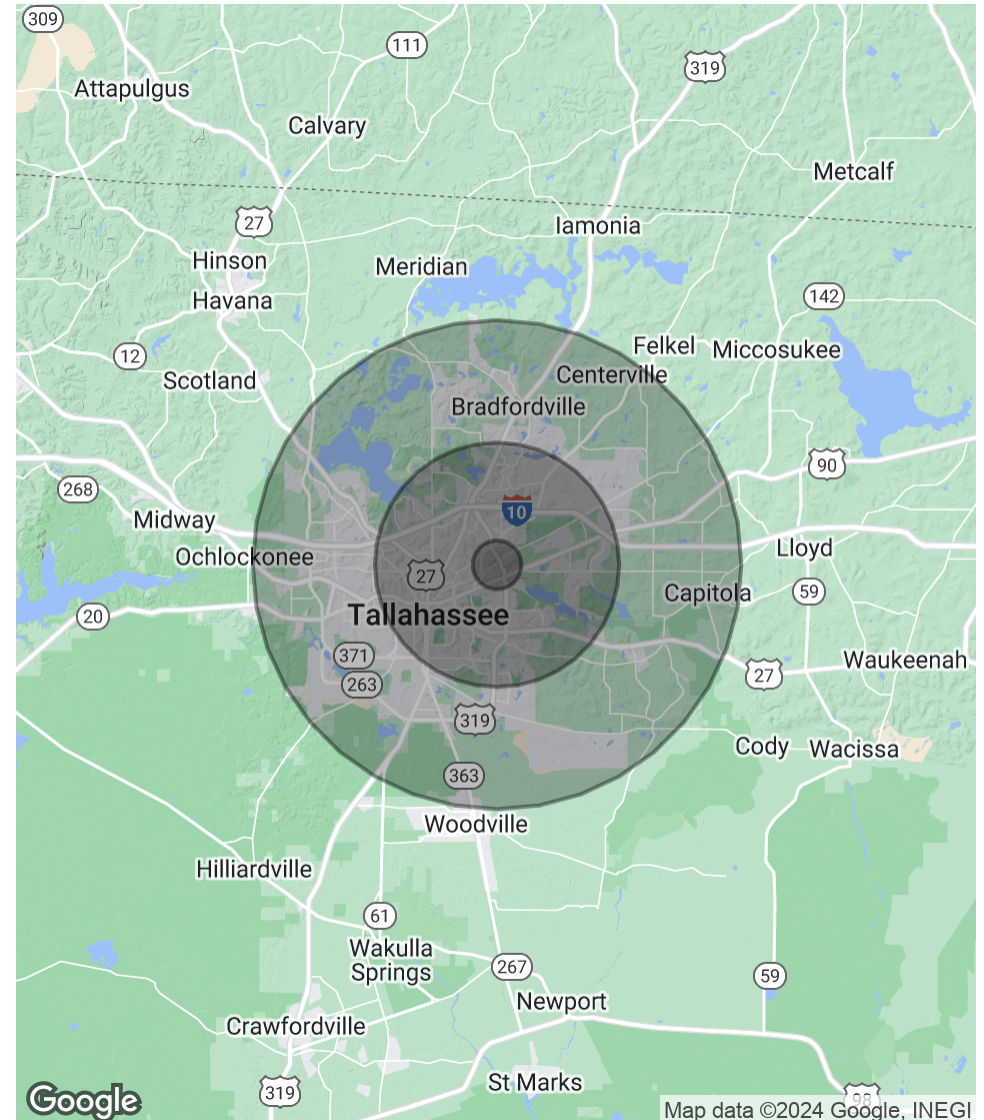 309
111
319
Attapulgus
Calvary
Metcalf
27
Iamonia
Hinson
Meridian
Havana
142
12
Felkel
Miccosukee
Scotland
Centerville
Bradfordville
90
268
10
Midway
Ochlockonee
Lloyd
27
Capitola
59
20
Tallahassee
371
263
Waukeenah
27
319
Cody
Wacissa
363
Woodville
Hilliardville
61
Wakulla
Springs
267
59
Newport
Crawfordville
St Marks
319
98
Google
Map data ©2024 Google, INEGI